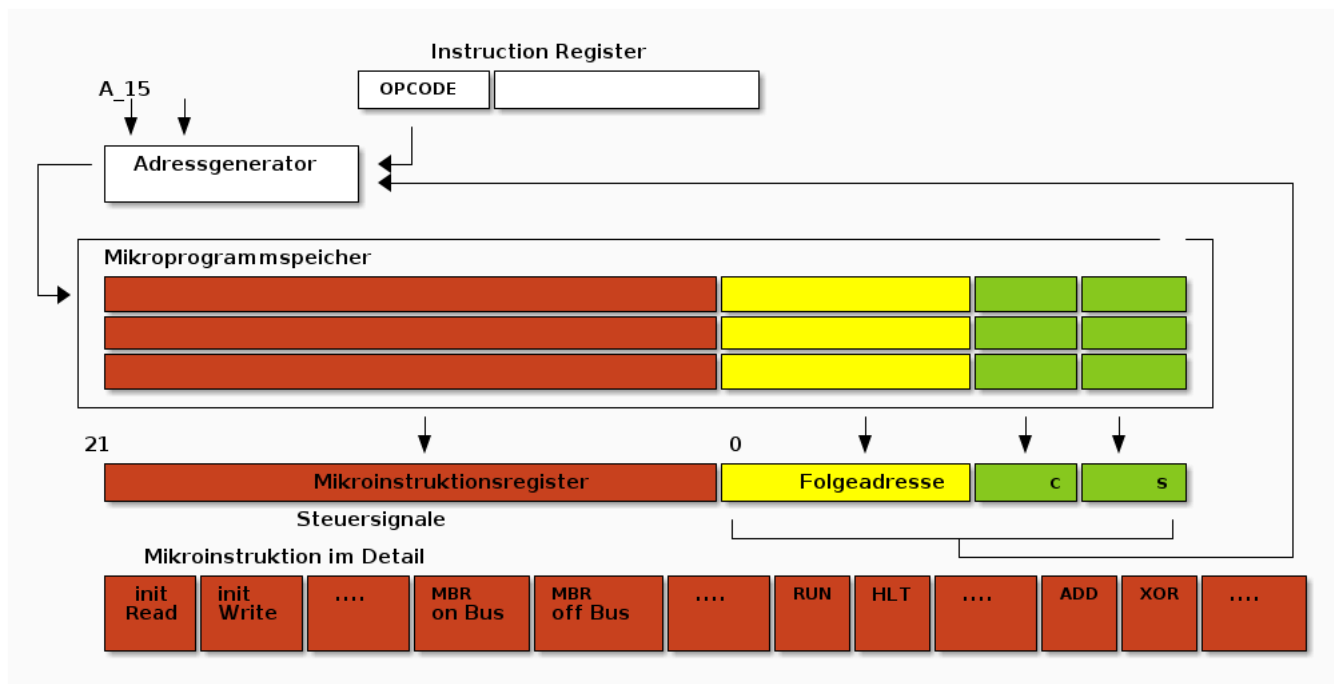 Instruction Register
OPCODE
A_15
Adressgenerator
Mikroprogrammspeicher
21
0
Mikroinstruktionsregister
Folgeadresse
c
s
Steuersignale
Mikroinstruktion im Detail
init
Read
init
Write
....
MBR
on Bus
MBR
off Bus
....
RUN
HLT
....
ADD
XOR
....